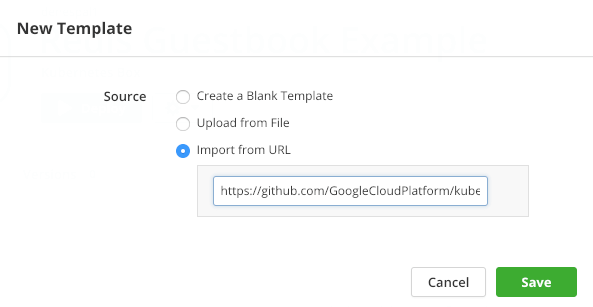 New Template
Source
Create a Blank Template
Upload from File
Import from URL
https://github.com/GoogleCloudPlatform/kube
Cancel
Save